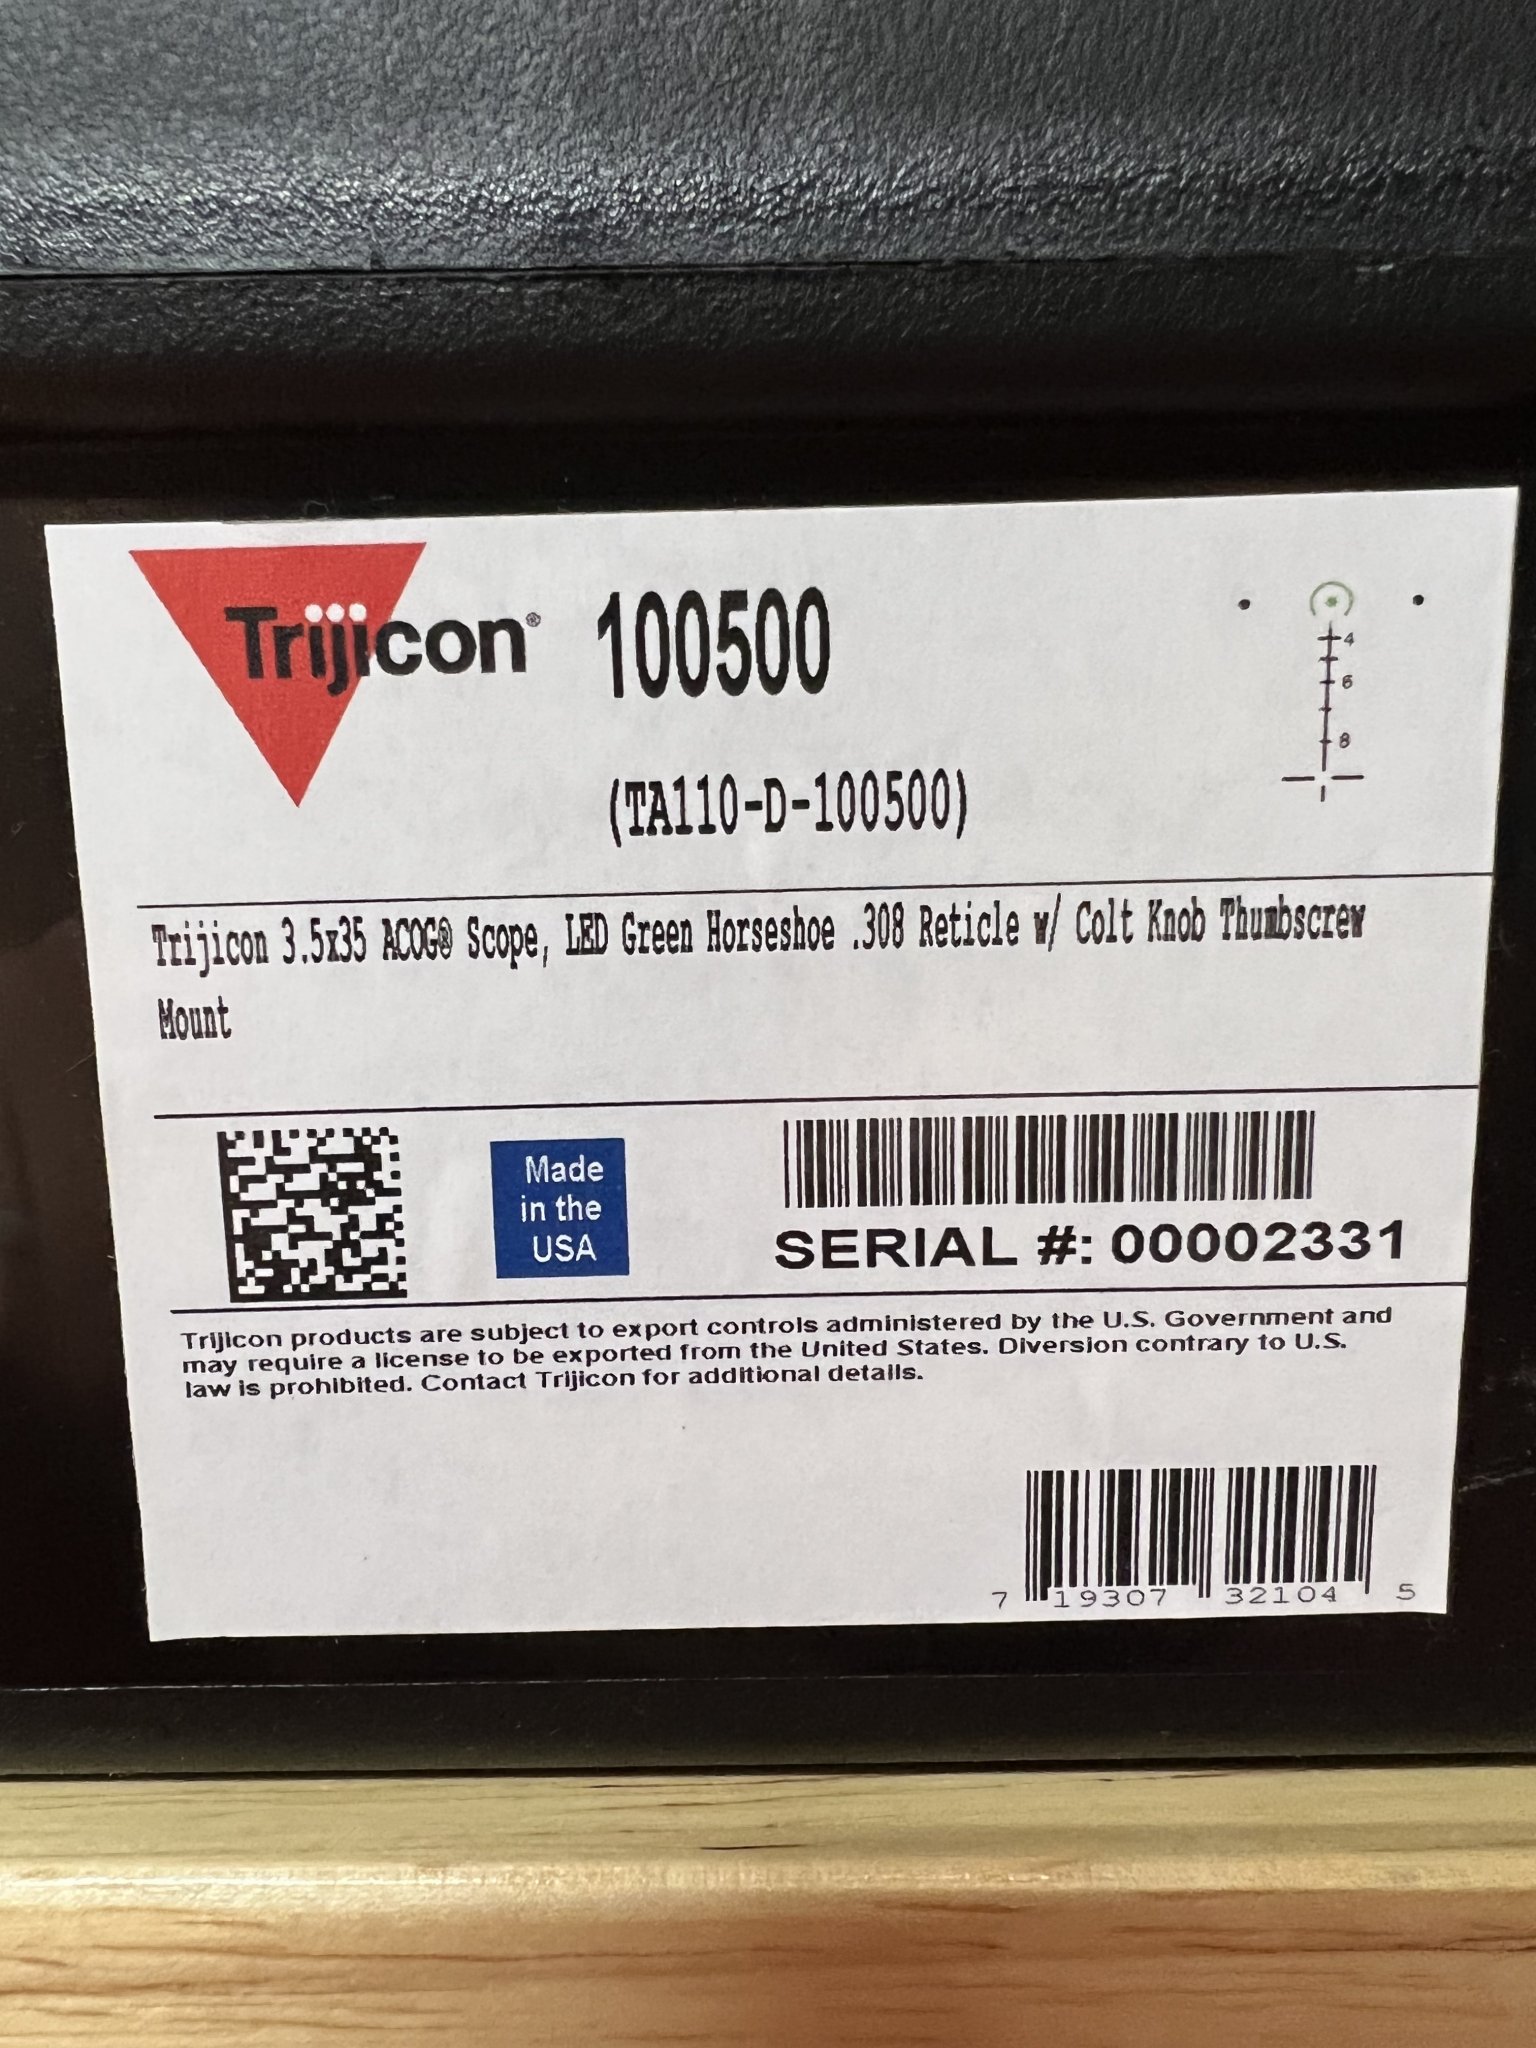 Trijicon® 100500
4
6
8
(TA110-D-100500)
Trijicon 3.5x35 ACOG® Scope, LED Green Horseshoe .308 Reticle w/ Colt Knob Thumbscrew
Mount
Made
in the
USA
SERIAL #: 00002331
Trijicon products are subject to export controls administered by the U.S. Government and
may require a license to be exported from the United States. Diversion contrary to U.S.
law is prohibited. Contact Trijicon for additional details.
7 19307 32104 5